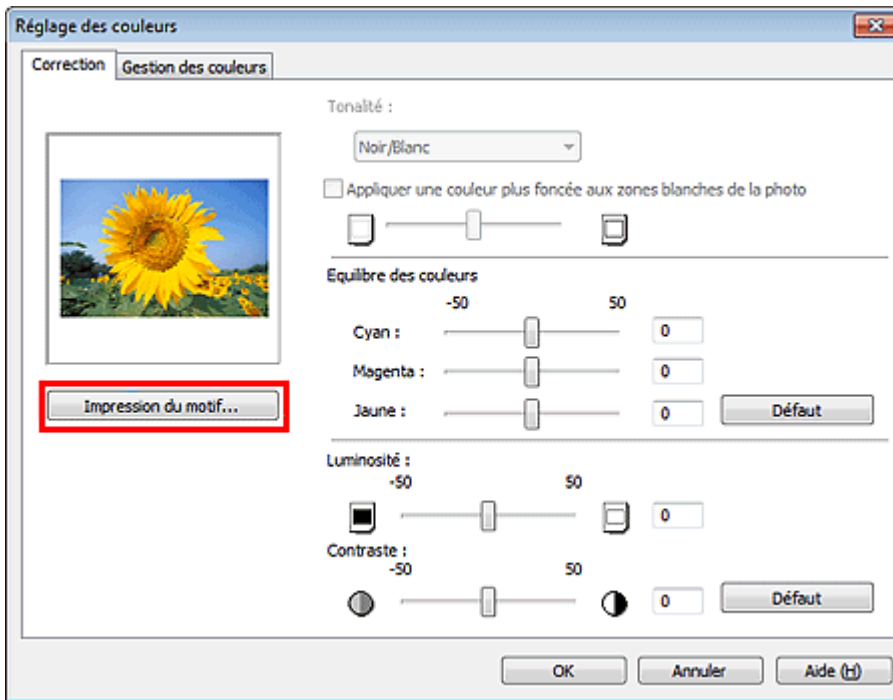 Réglage des couleurs
Correction
Gestion des couleurs
Tonalité :
Noir/Blanc
Appliquer une couleur plus foncée aux zones blanches de la photo
Equilibre des couleurs
-50 50
Cyan : 0
Magenta : 0
Jaune : 0 Défaut
Impression du motif...
Luminosité :
-50 50
0
Contraste :
-50 50
0 Défaut
OK Annuler Aide (H)